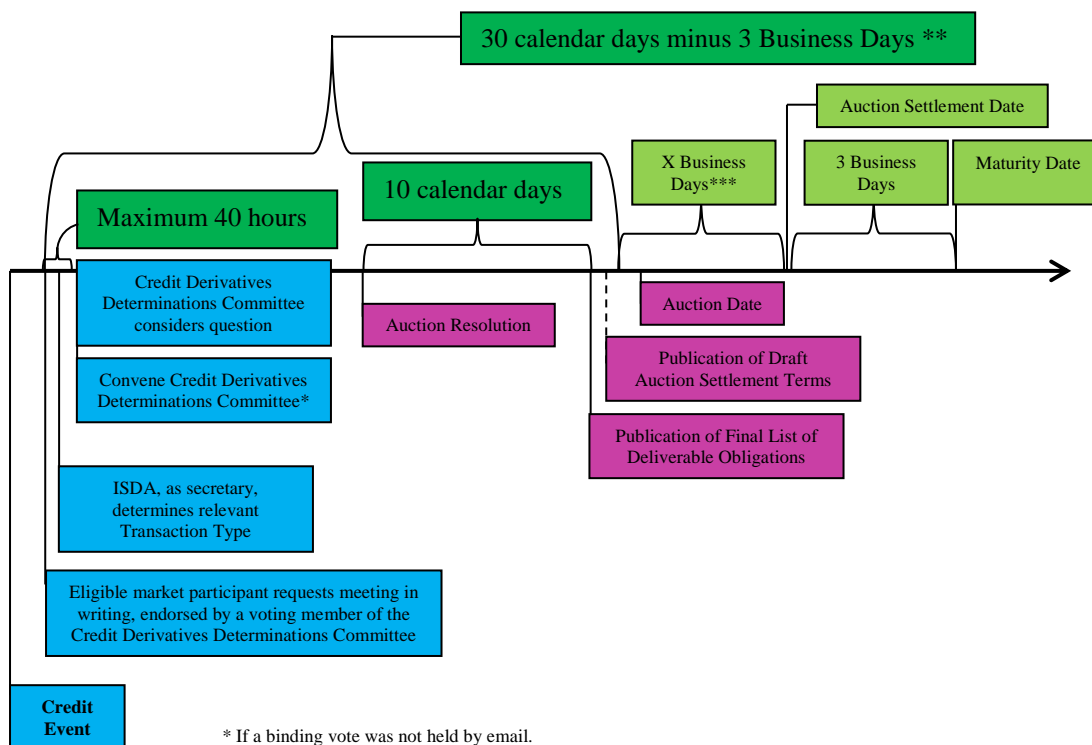 30 calendar days minus 3 Business Days **
Auction Settlement Date
X Business
Days***
3 Business
Days
Maturity Date
10 calendar days
Maximum 40 hours
Credit Derivatives
Determinations Committee
considers question
Auction Resolution
Auction Date
Convene Credit Derivatives
Determinations Committee*
Publication of Draft
Auction Settlement Terms
Publication of Final List of
Deliverable Obligations
ISDA, as secretary,
determines relevant
Transaction Type
Eligible market participant requests meeting in
writing, endorsed by a voting member of the
Credit Derivatives Determinations Committee
Credit
Event
* If a binding vote was not held by email.